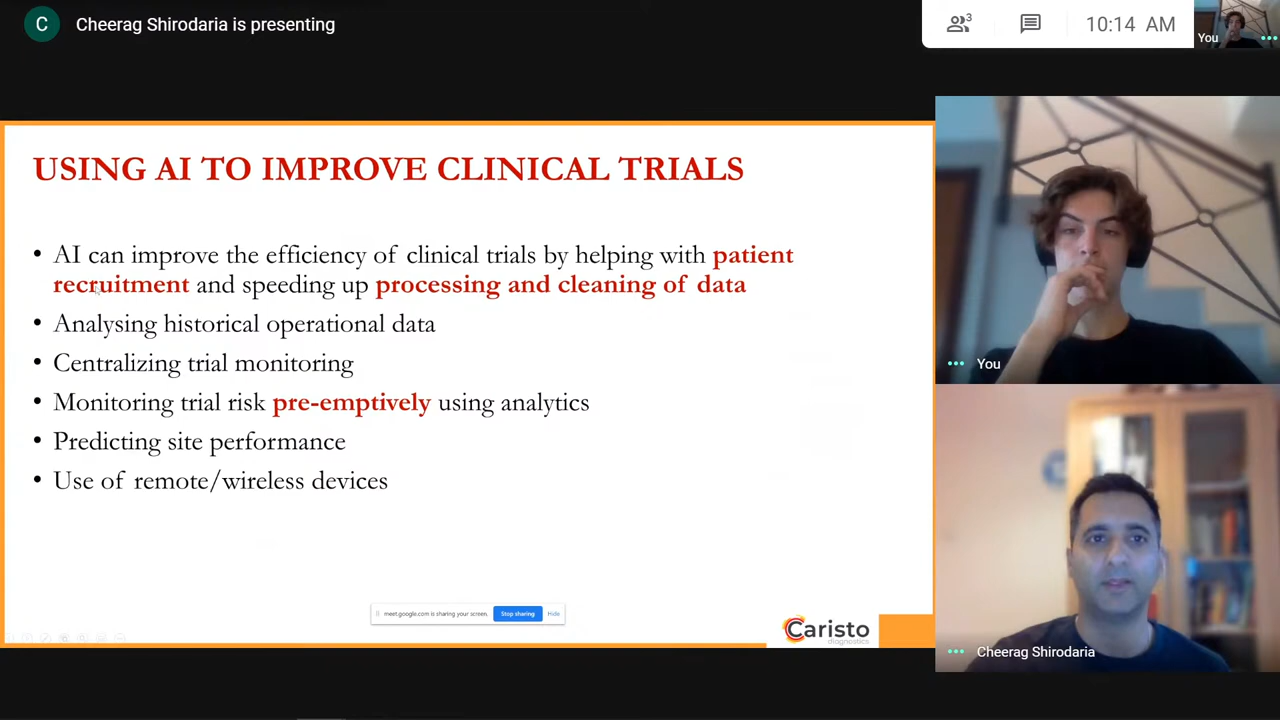 C
Cheerag Shirodaria is presenting
3
10:14 AM
You
USING AI TO IMPROVE CLINICAL TRIALS
• AI can improve the efficiency of clinical trials by helping with patient
recruitment and speeding up processing and cleaning of data
• Analysing historical operational data
• Centralizing trial monitoring
• Monitoring trial risk pre-emptively using analytics
• Predicting site performance
• Use of remote/wireless devices
You
meet.google.com is sharing your screen.
Stop sharing
Hide
Caristo
diagnostics
Cheerag Shirodaria